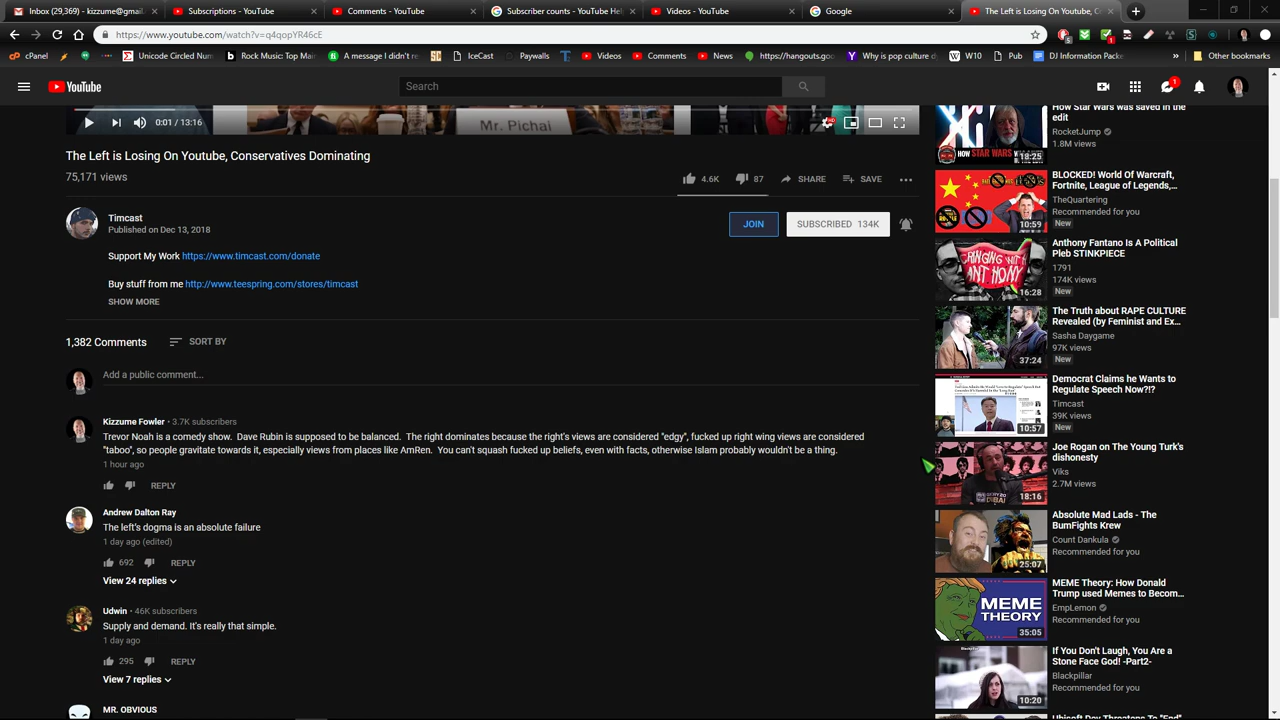 Inbox (29,369) - kizzume@gmail.
Subscriptions - YouTube
Comments - YouTube
Subscriber counts - YouTube Hel
Videos - YouTube
Google
The Left is Losing On Youtube, C
https://www.youtube.com/watch?v=q4qopYR46cE
cPanel
Unicode Circled Num
Rock Music Top Main
A message I didn't re
IceCast
Paywalls
Videos
Comments
News
https://hangouts.goo
Why is pop culture d
W10
Pub
DJ Information Packe
Other bookmarks
YouTube
Search
1
Mr. Pichai
0:01 / 13:16
The Left is Losing On Youtube, Conservatives Dominating
75,171 views
4.6K
87
SHARE
SAVE
Timcast
Published on Dec 13, 2018
JOIN
SUBSCRIBED 134K
Support My Work https://www.timcast.com/donate
Buy stuff from me http://www.teespring.com/stores/timcast
SHOW MORE
1,382 Comments
SORT BY
Add a public comment...
Kizzume Fowler • 3.7K subscribers
Trevor Noah is a comedy show. Dave Rubin is supposed to be balanced. The right dominates because the right's views are considered "edgy", fucked up right wing views are considered
"taboo", so people gravitate towards it, even when it's from places like AmRen. You can't squash taboo sometimes, even with facts, otherwise Islam probably wouldn't be a thing.
1 hour ago
REPLY
Andrew Dalton Ray
The left's dogma is an absolute failure
1 day ago (edited)
692
REPLY
View 24 replies
Udwin • 46K subscribers
Supply and demand. It's really that simple.
1 day ago
295
REPLY
View 7 replies
MR. OBVIOUS
How Star Wars was saved in the
edit
RocketJump
1.8M views
HOW STAR WARS
18:25
BLOCKED! World Of Warcraft,
Fortnite, League of Legends,...
TheQuartering
Recommended for you
New
10:59
Anthony Fantano Is A Political
Pleb STINKPIECE
1791
174K views
New
16:28
The Truth about RAPE CULTURE
Revealed (by Feminist and Ex...
Sasha Daygame
97K views
New
37:24
Democrat Claims he Wants to
Regulate Speech Now?!?
Timcast
39K views
New
10:57
Joe Rogan on The Young Turk's
dishonesty
Viks
2.7M views
18:16
Absolute Mad Lads - The
BumFights Krew
Count Dankula
Recommended for you
25:07
MEME Theory: How Donald
Trump used Memes to Becom...
EmpLemon
Recommended for you
MEME
THEORY
35:05
If You Don't Laugh, You Are a
Stone Face God! -Part2-
Blackpillar
Recommended for you
10:20